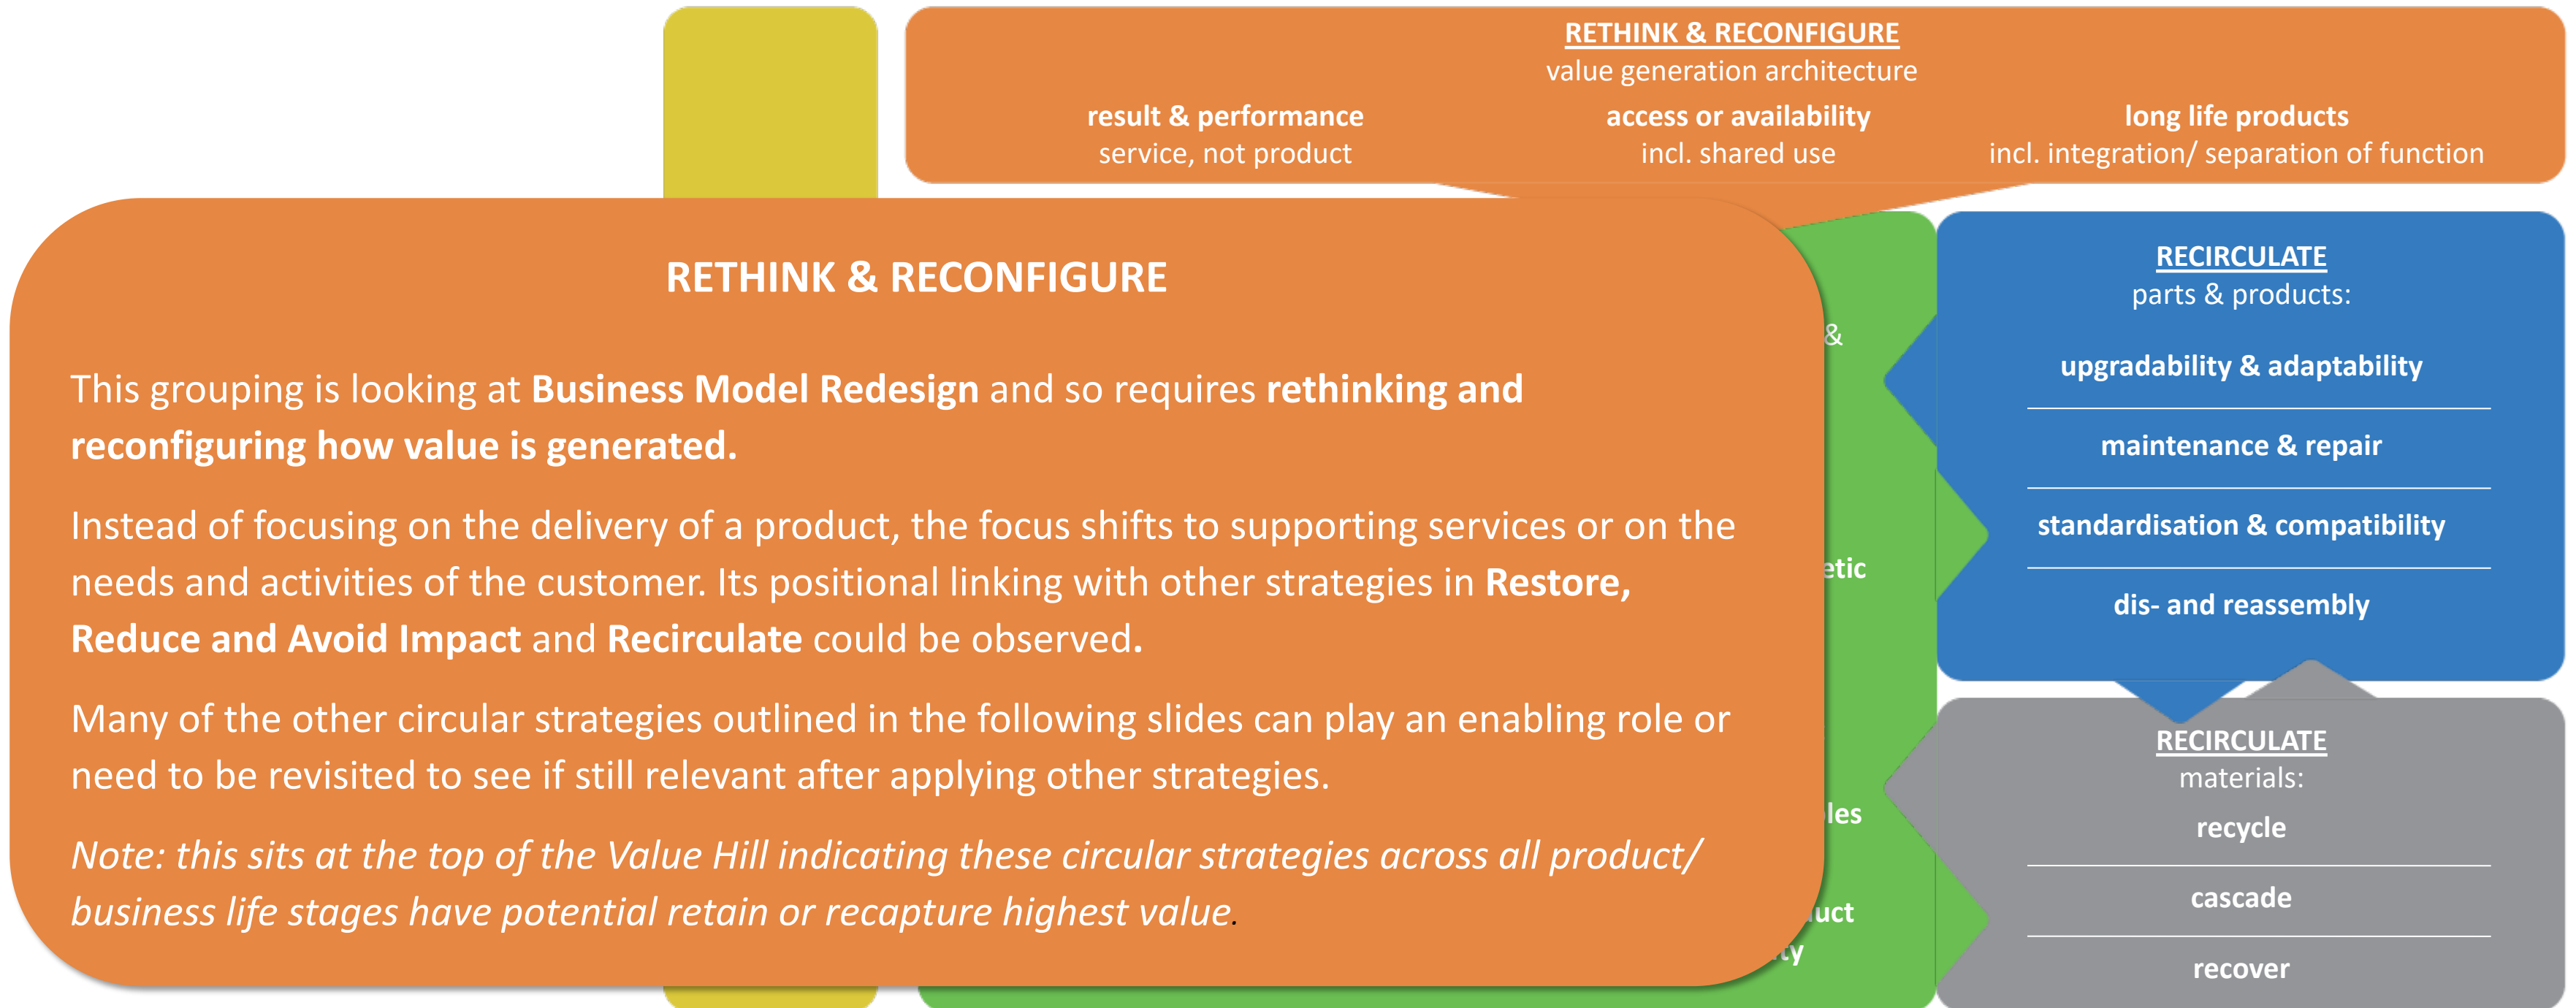 RETHINK & RECONFIGURE
value generation architecture
result & performance
service, not product
access or availability
incl. shared use
long life products
incl. integration/ separation of function
RETHINK & RECONFIGURE
This grouping is looking at Business Model Redesign and so requires rethinking and
reconfiguring how value is generated.
Instead of focusing on the delivery of a product, the focus shifts to supporting services or on the
needs and activities of the customer. Its positional linking with other strategies in Restore,
Reduce and Avoid Impact and Recirculate could be observed.
Many of the other circular strategies outlined in the following slides can play an enabling role or
need to be revisited to see if still relevant after applying other strategies.
Note: this sits at the top of the Value Hill indicating these circular strategies across all product/
business life stages have potential retain or recapture highest value.
&
RECIRCULATE
parts & products:
upgradability & adaptability
maintenance & repair
standardisation & compatibility
dis- and reassembly
RECIRCULATE
materials:
recycle
cascade
recover